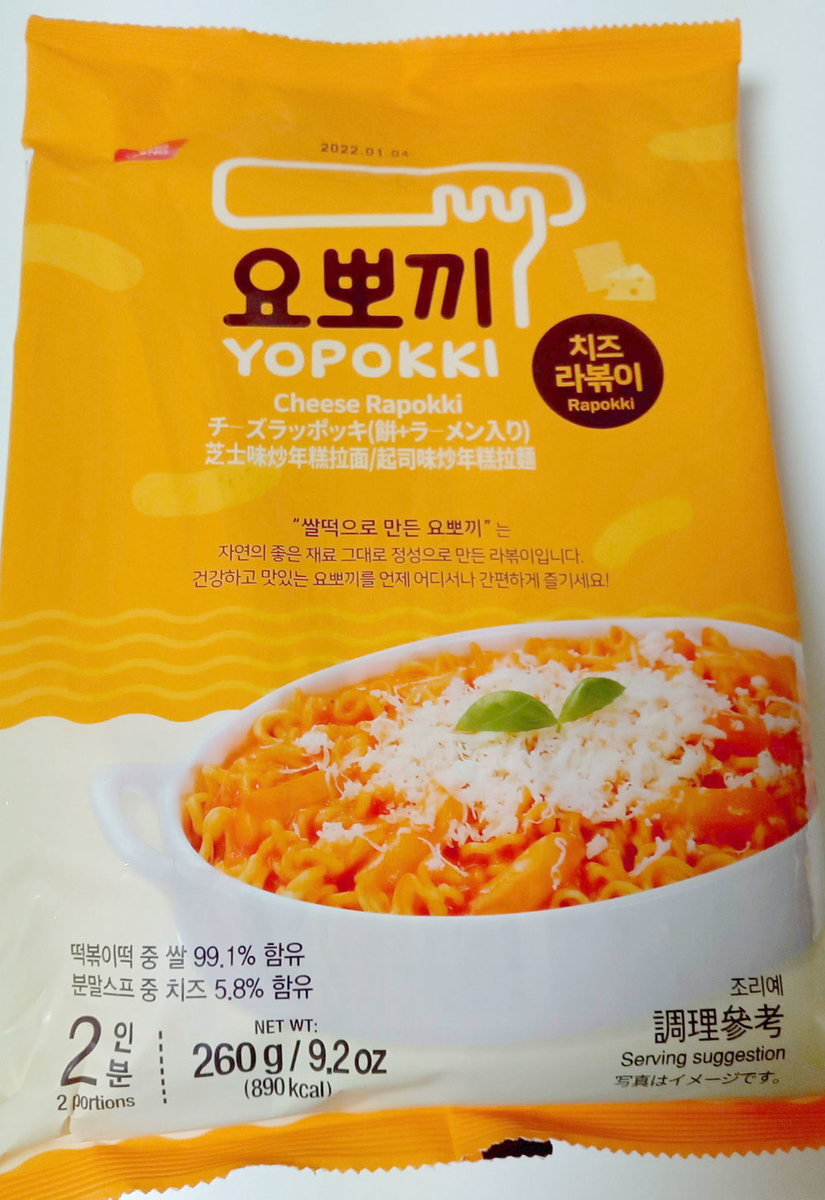 2022.01.04
요뽀끼
YOPOKKI
치즈
라볶이
Rapokki
Cheese Rapokki
チーズラッポッキ(餅+ラーメン入り)
芝士味炒年糕拉面/起司味炒年糕拉麵
"쌀떡으로 만든 요뽀끼" 는
자연의 좋은 재료 그대로 정성으로 만든 라볶이입니다.
건강하고 맛있는 요뽀끼를 언제 어디서나 간편하게 즐기세요!
떡볶이떡 중 쌀 99.1% 함유
분말스프 중 치즈 5.8% 함유
2인분
2 portions
NET WT:
260g/9.2oz
(890kcal)
조리예
調理參考
Serving suggestion
写真はイメージです。